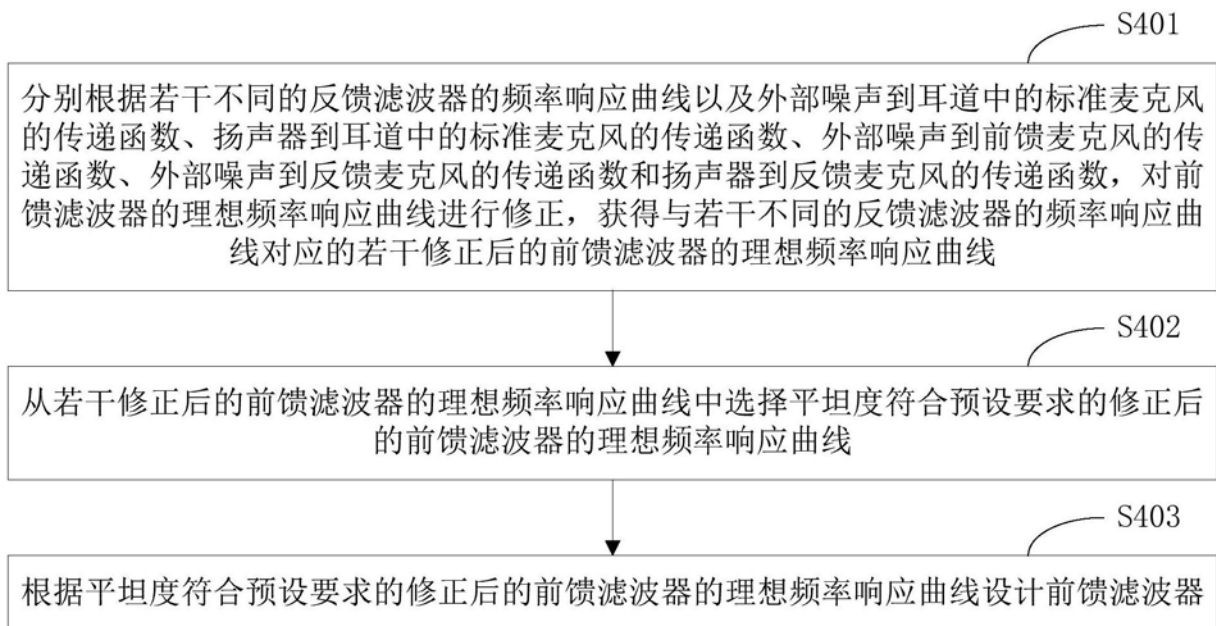 S401
分别根据若干不同的反馈滤波器的频率响应曲线以及外部噪声到耳道中的标准麦克风
的传递函数、扬声器到耳道中的标准麦克风的传递函数、外部噪声到前馈麦克风的传
递函数、外部噪声到反馈麦克风的传递函数和扬声器到反馈麦克风的传递函数，对前
馈滤波器的理想频率响应曲线进行修正，获得与若干不同的反馈滤波器的频率响应曲
线对应的若干修正后的前馈滤波器的理想频率响应曲线
S402
从若干修正后的前馈滤波器的理想频率响应曲线中选择平坦度符合预设要求的修正后
的前馈滤波器的理想频率响应曲线
S403
根据平坦度符合预设要求的修正后的前馈滤波器的理想频率响应曲线设计前馈滤波器